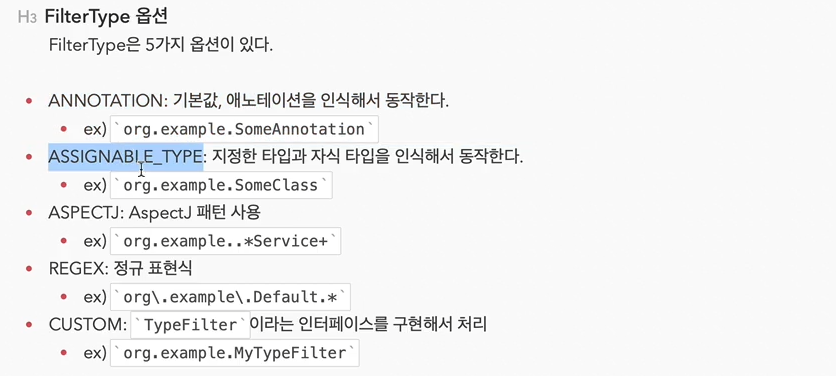 H3 FilterType 옵션
FilterType은 5가지 옵션이 있다.
• ANNOTATION: 기본값, 애노테이션을 인식해서 동작한다.
• ex) `org.example.SomeAnnotation`
• ASSIGNABLE_TYPE: 지정한 타입과 자식 타입을 인식해서 동작한다.
• ex) `org.example.SomeClass`
• ASPECTJ: AspectJ 패턴 사용
• ex) `org.example..*Service+`
• REGEX: 정규 표현식
• ex) `org\.example\.Default.*`
• CUSTOM: `TypeFilter`이라는 인터페이스를 구현해서 처리
• ex) `org.example.MyTypeFilter`